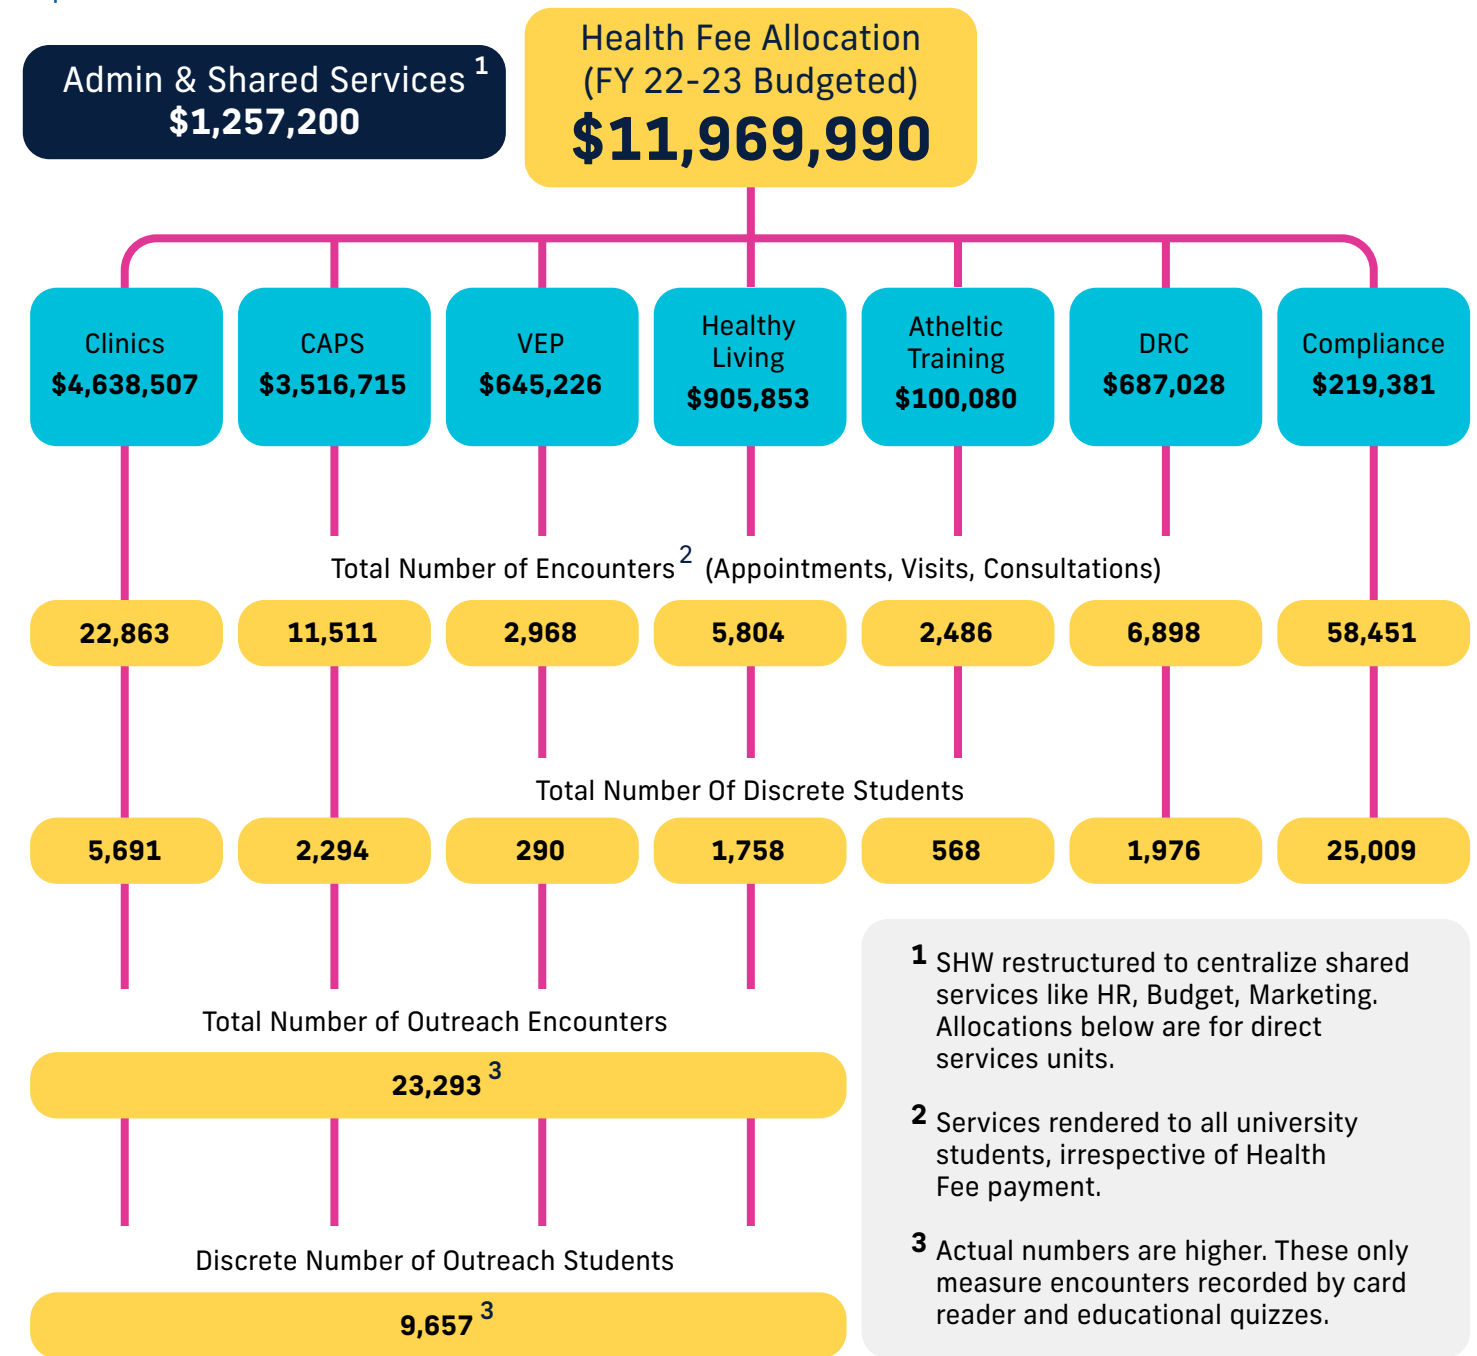 Admin & Shared Services 1
$1,257,200
Health Fee Allocation
(FY 22-23 Budgeted)
$11,969,990
Clinics
$4,638,507
CAPS
$3,516,715
VEP
$645,226
Healthy
Living
$905,853
Atheltic
Training
$100,080
DRC
$687,028
Compliance
$219,381
Total Number of Encounters 2 (Appointments, Visits, Consultations)
22,863
11,511
2,968
5,804
2,486
6,898
58,451
Total Number Of Discrete Students
5,691
2,294
290
1,758
568
1,976
25,009
Total Number of Outreach Encounters
23,293 3
Discrete Number of Outreach Students
9,657 3
1 SHW restructured to centralize shared
services like HR, Budget, Marketing.
Allocations below are for direct
services units.
2 Services rendered to all university
students, irrespective of Health
Fee payment.
3 Actual numbers are higher. These only
measure encounters recorded by card
reader and educational quizzes.